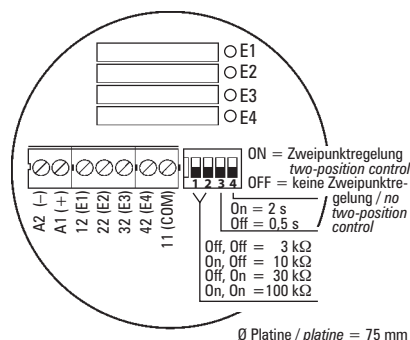 E1
E2
E3
E4
ON = Zweipunktregelung
two-position control
OFF = keine Zweipunktre-
gelung / no
two-position
control
1 2 3 4
A2 (–)
A1 (+)
12 (E1)
22 (E2)
32 (E3)
42 (E4)
11 (COM)
On = 2 s
Off = 0,5 s
Off, Off = 3 kΩ
On, Off = 10 kΩ
Off, On = 30 kΩ
On, On =100 kΩ
Ø Platine / platine = 75 mm